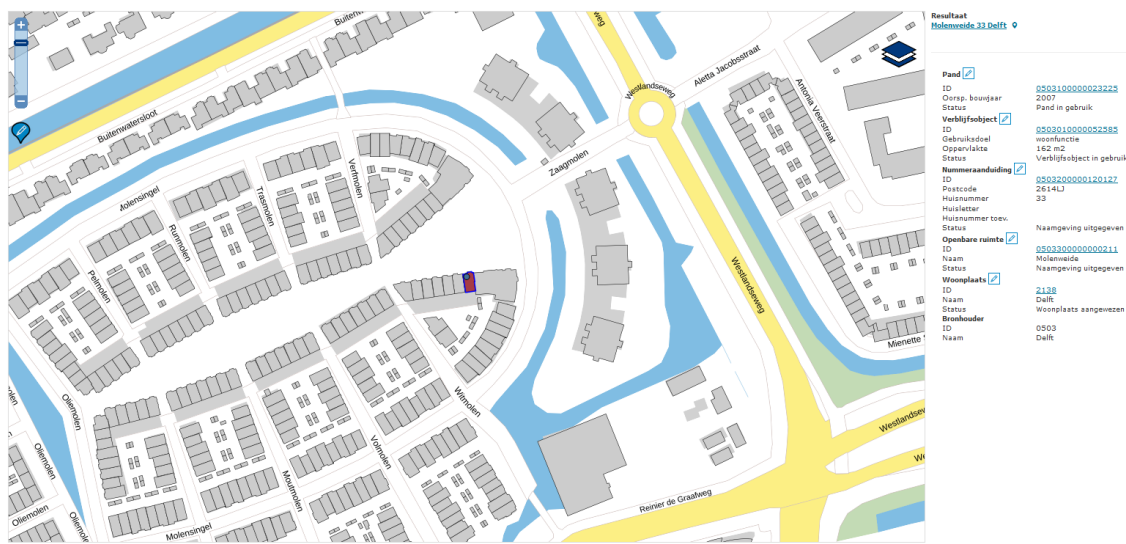 Resultaat
Molenweide 33 Delft
Pand
ID 0503100000023225
Oorsp. bouwjaar 2007
Status Pand in gebruik
Verblijfsobject
ID 0503010000052585
Gebruiksdoel woonfunctie
Oppervlakte 162 m2
Status Verblijfsobject in gebruik
Nummeraanduiding
ID 0503200000120127
Postcode 2614LJ
Huisnummer 33
Huisletter
Huisnummer toev.
Status Naamgeving uitgegeven
Openbare ruimte
ID 0503300000000211
Naam Molenweide
Status Naamgeving uitgegeven
Woonplaats
ID 2138
Naam Delft
Status Woonplaats aangewezen
Bronhouder
ID 0503
Naam Delft
Buitenwatersloot
Westlandseweg
Aletta Jacobsstraat
Antonia Veerstraat
Zaagmolen
Verfmolen
Trasmolen
Molensingel
Runmolen
Pelmolen
Westlandseweg
Mienette
Oliemolen
Witmolen
Volmolen
Moutmolen
Oliemolen
Oliemolen
Molensingel
Reinier de Graafweg